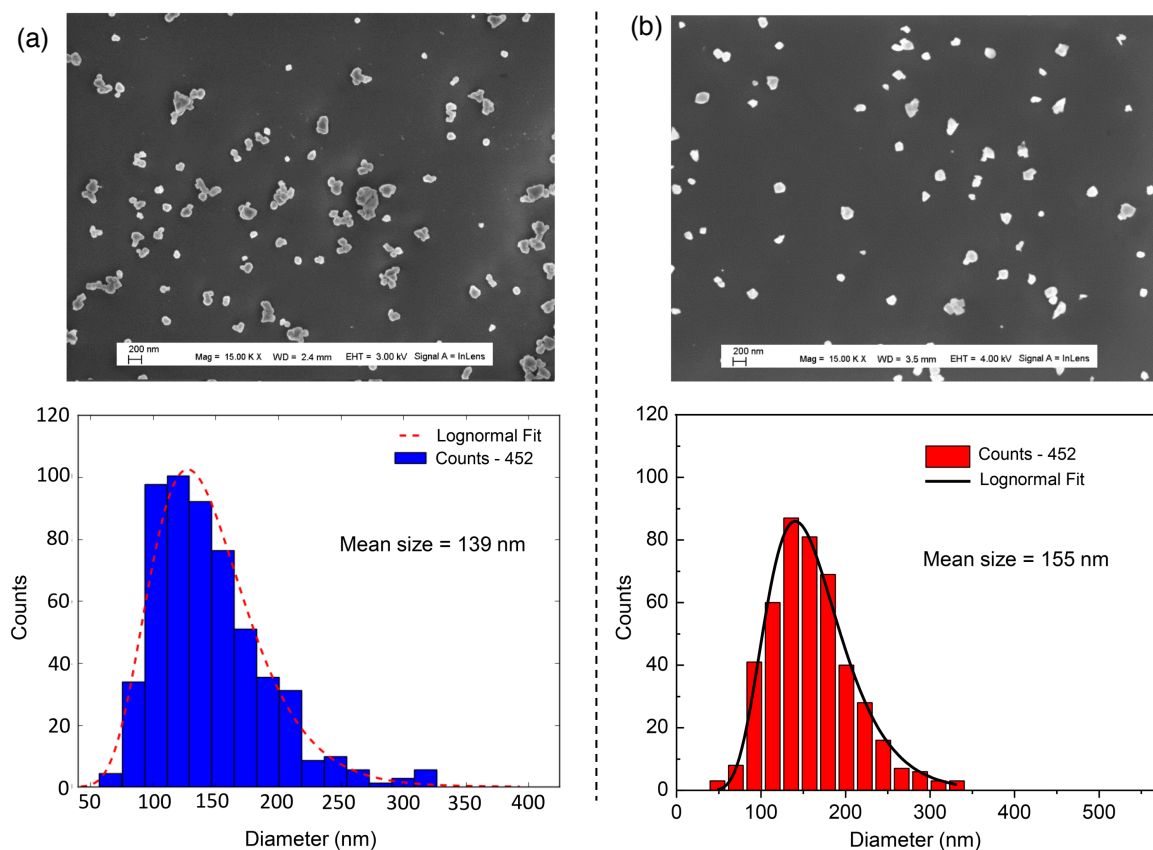 (a)
200 nm
Mag = 15.00 K X WD = 2.4 mm EHT = 3.00 kV Signal A = InLens
(b)
200 nm
Mag = 15.00 K X WD = 3.5 mm EHT = 4.00 kV Signal A = InLens
120
100
80
60
40
20
0
Counts
Lognormal Fit
Counts - 452
Mean size = 139 nm
50 100 150 200 250 300 350 400
Diameter (nm)
120
100
80
60
40
20
0
Counts
Counts - 452
Lognormal Fit
Mean size = 155 nm
0 100 200 300 400 500
Diameter (nm)